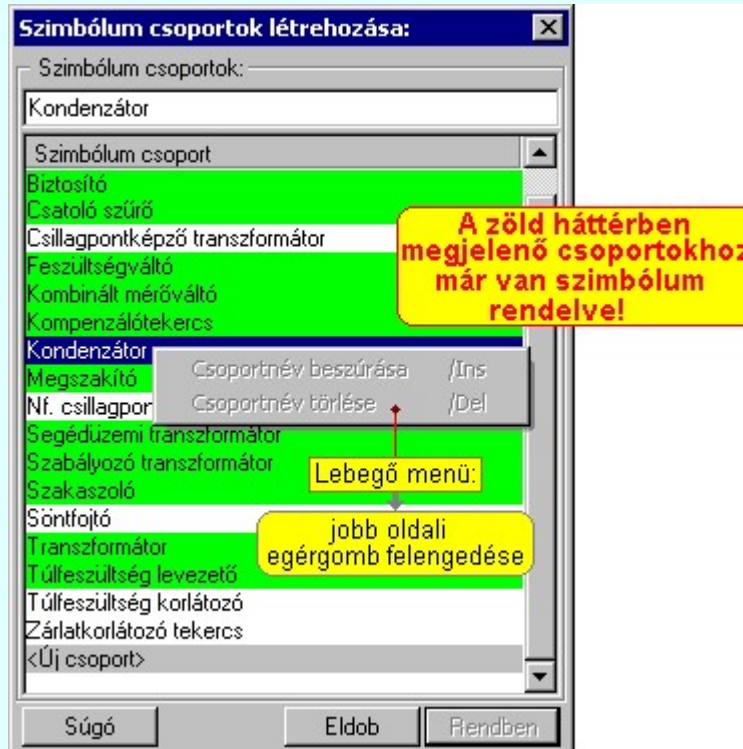 Szimbólum csoportok létrehozása:
Szimbólum csoportok:
Kondenzátor
Szimbólum csoport
Biztosító
Csatoló szűrő
Csillagpontképző transzformátor
Feszültségváltó
Kombinált mérőváltó
Kompenzálótekercs
Kondenzátor
Megszakító
Nf. csillagpor
Segédüzemi transzformátor
Szabályozó transzformátor
Szakaszoló
Söntfojtó
Transzformátor
Túlfeszültség levezető
Túlfeszültség korlátozó
Zárlatkorlátozó tekercs
<Új csoport>
A zöld háttérben
megjelenő csoportokhoz
már van szimbólum
rendelve!
Csoportnév beszúrása /Ins
Csoportnév törlése /Del
Lebegő menü:
jobb oldali
egérgomb felengedése
Súgó
Eldob
Rendben